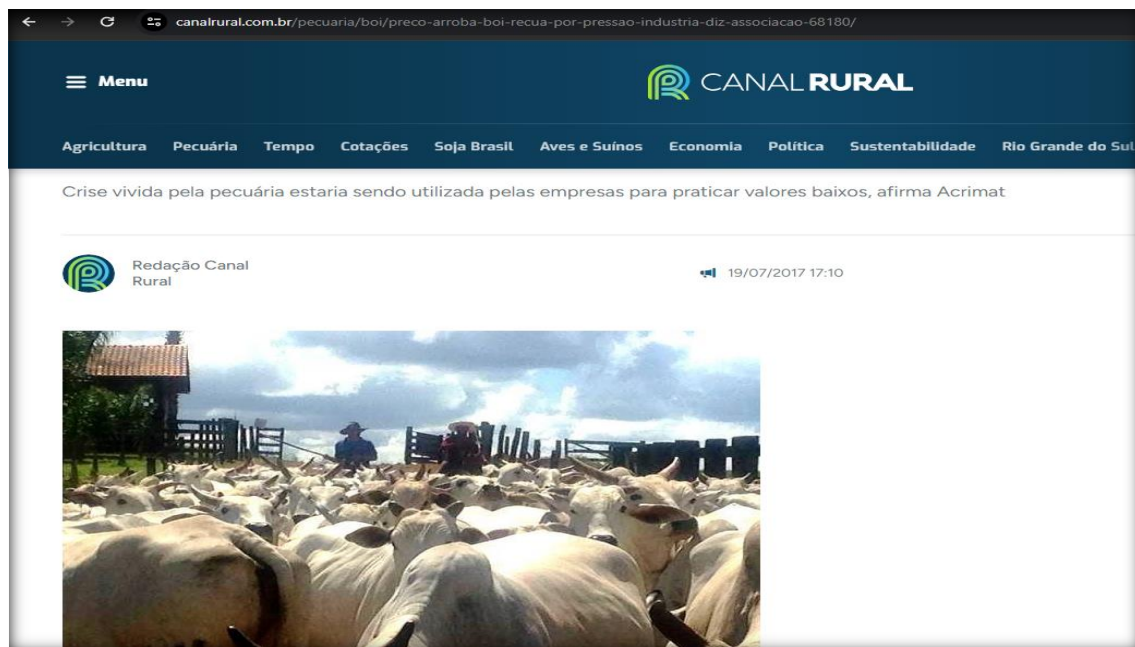 canalrural.com.br/pecuaria/boi/preco-arroba-boi-recua-por-pressao-industria-diz-associacao-68180/
Menu
CANAL RURAL
Agricultura Pecuária Tempo Cotações Soja Brasil Aves e Suínos Economia Política Sustentabilidade Rio Grande do Sul
Crise vivida pela pecuária estaria sendo utilizada pelas empresas para praticar valores baixos, afirma Acrimat
Redação Canal
Rural
19/07/2017 17:10